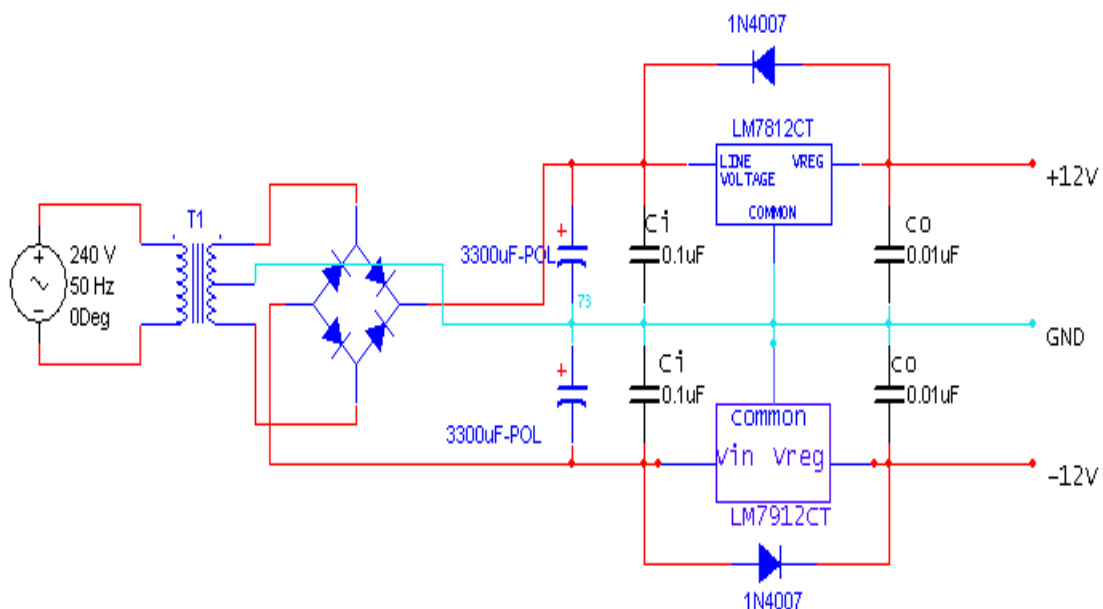 1N4007
LM7812CT
LINE VREG
VOLTAGE
COMMON
+12V
T1
+
240 V
50 Hz
0Deg
+
3300uF-POL
Ci
0.1uF
Co
0.01uF
73
GND
+
3300uF-POL
Ci
0.1uF
Co
0.01uF
common
Vin Vreg
-12V
LM7912CT
1N4007